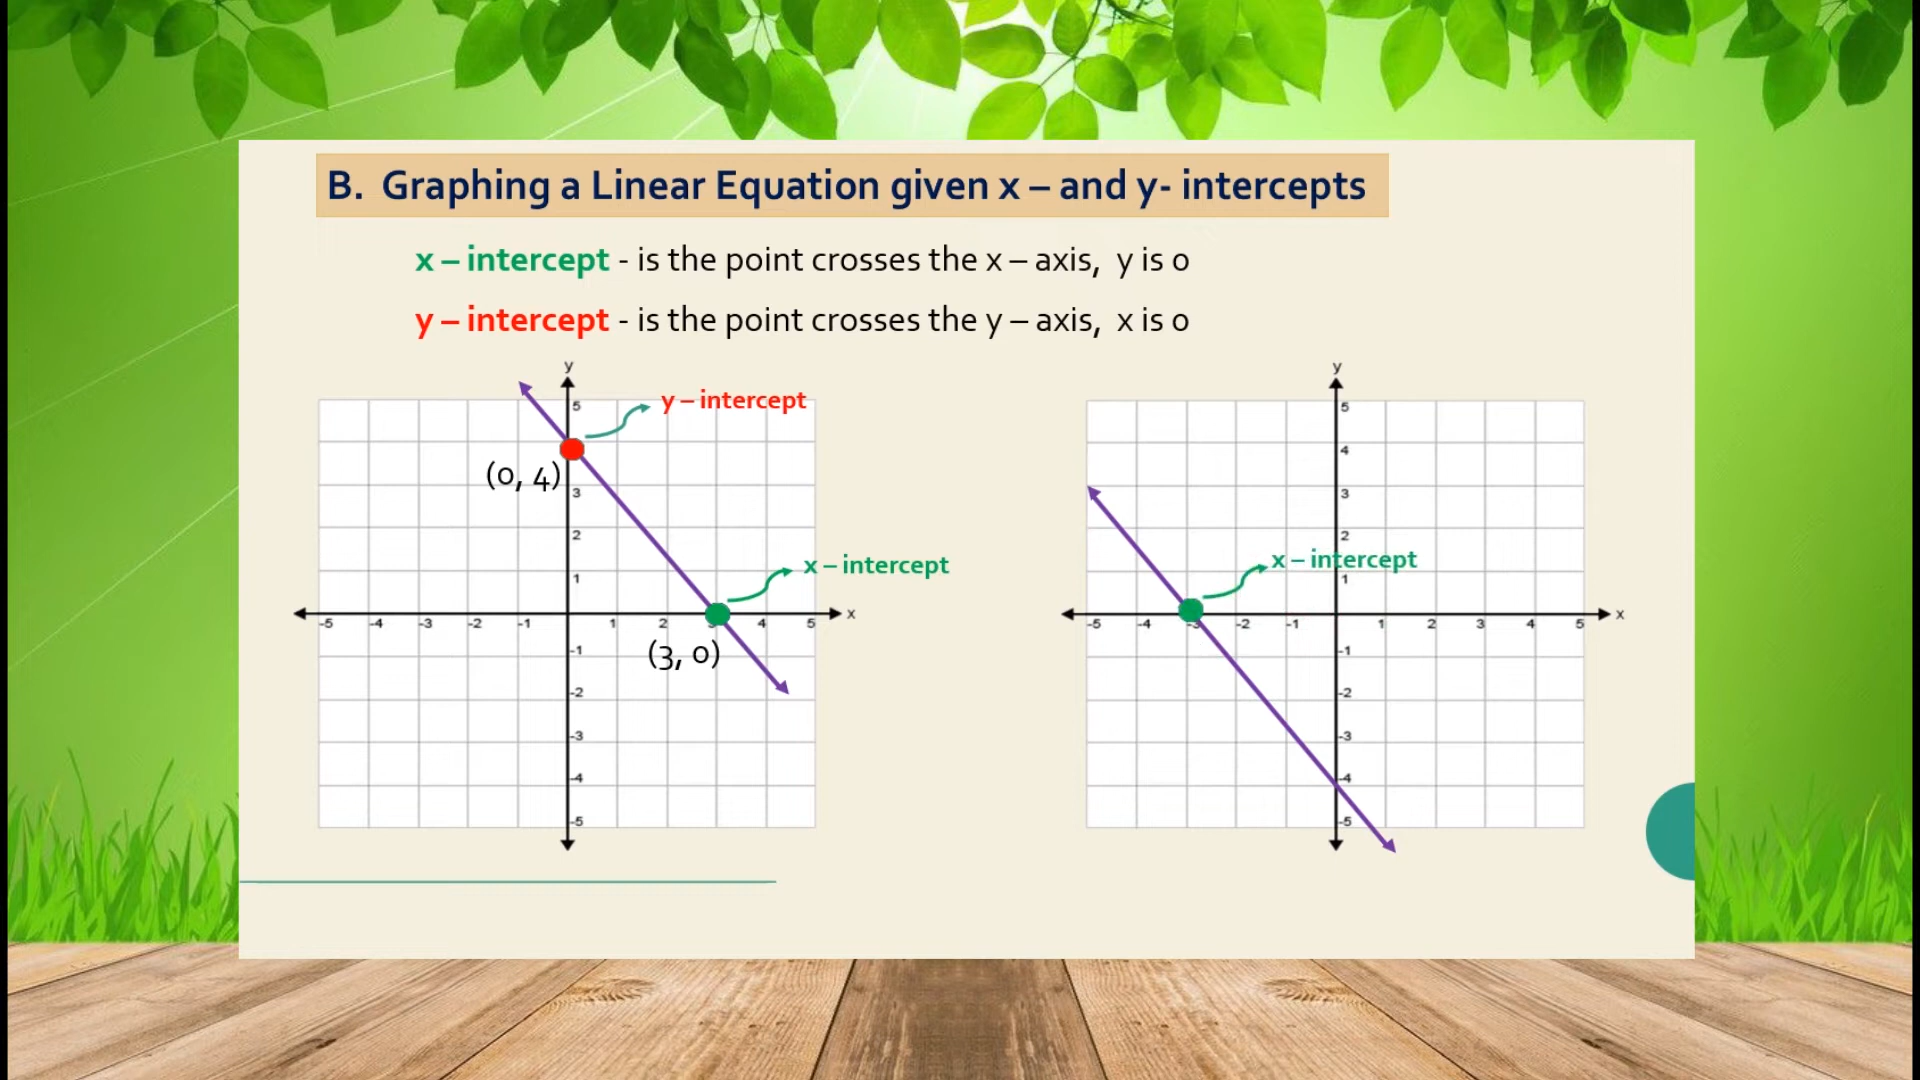 B. Graphing a Linear Equation given x – and y- intercepts
x – intercept - is the point crosses the x – axis, y is 0
y – intercept - is the point crosses the y – axis, x is 0
y
5
y – intercept
(0, 4)
3
2
1
x – intercept
-5 -4 -3 -2 -1 1 2 3 4 5 x
(3, 0)
-1
-2
-3
-4
-5
y
5
4
3
2
x – intercept
1
-5 -4 -3 -2 -1 1 2 3 4 5 x
-1
-2
-3
-4
-5